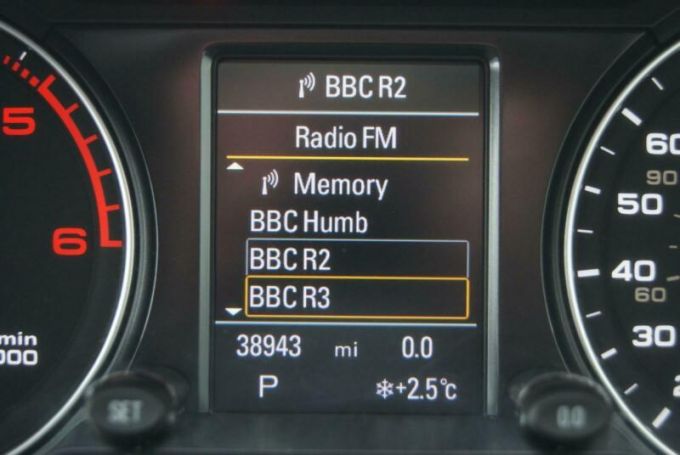 BBC R2
Radio FM
Memory
BBC Humb
BBC R2
BBC R3
38943 mi 0.0
P ❄+2.5°C
5
6
min
000
SET
60
90
50
40
60
30
0.0